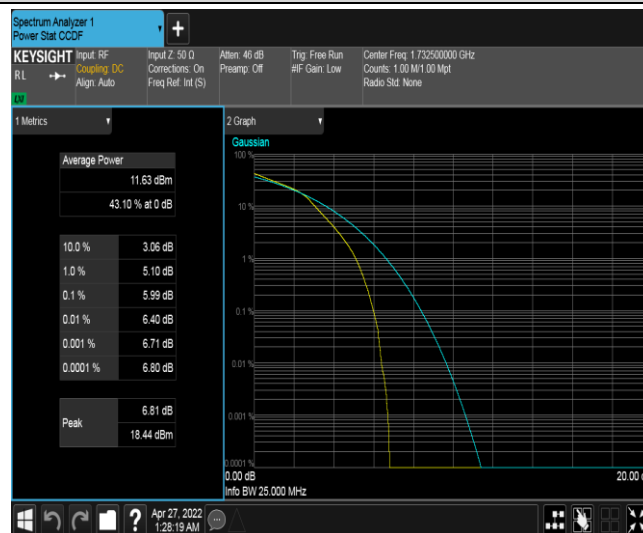 Spectrum Analyzer 1
Power Stat CCDF
+
KEYSIGHT
RL
Input: RF
Coupling: DC
Align: Auto
Input Z: 50 Ω
Corrections: On
Freq Ref: Int (S)
Atten: 46 dB
Preamp: Off
Trig: Free Run
#IF Gain: Low
Center Freq: 1.732500000 GHz
Counts: 1.00 M/1.00 Mpt
Radio Std: None
1 Metrics
Average Power
11.63 dBm
43.10 % at 0 dB
10.0 % 3.06 dB
1.0 % 5.10 dB
0.1 % 5.99 dB
0.01 % 6.40 dB
0.001 % 6.71 dB
0.0001 % 6.80 dB
Peak
6.81 dB
18.44 dBm
2 Graph
Gaussian
100 %
10 %
1 %
0.1 %
0.01 %
0.001 %
0.0001 %
0.00 dB
20.00
Info BW 25.000 MHz
?
Apr 27, 2022
1:28:19 AM